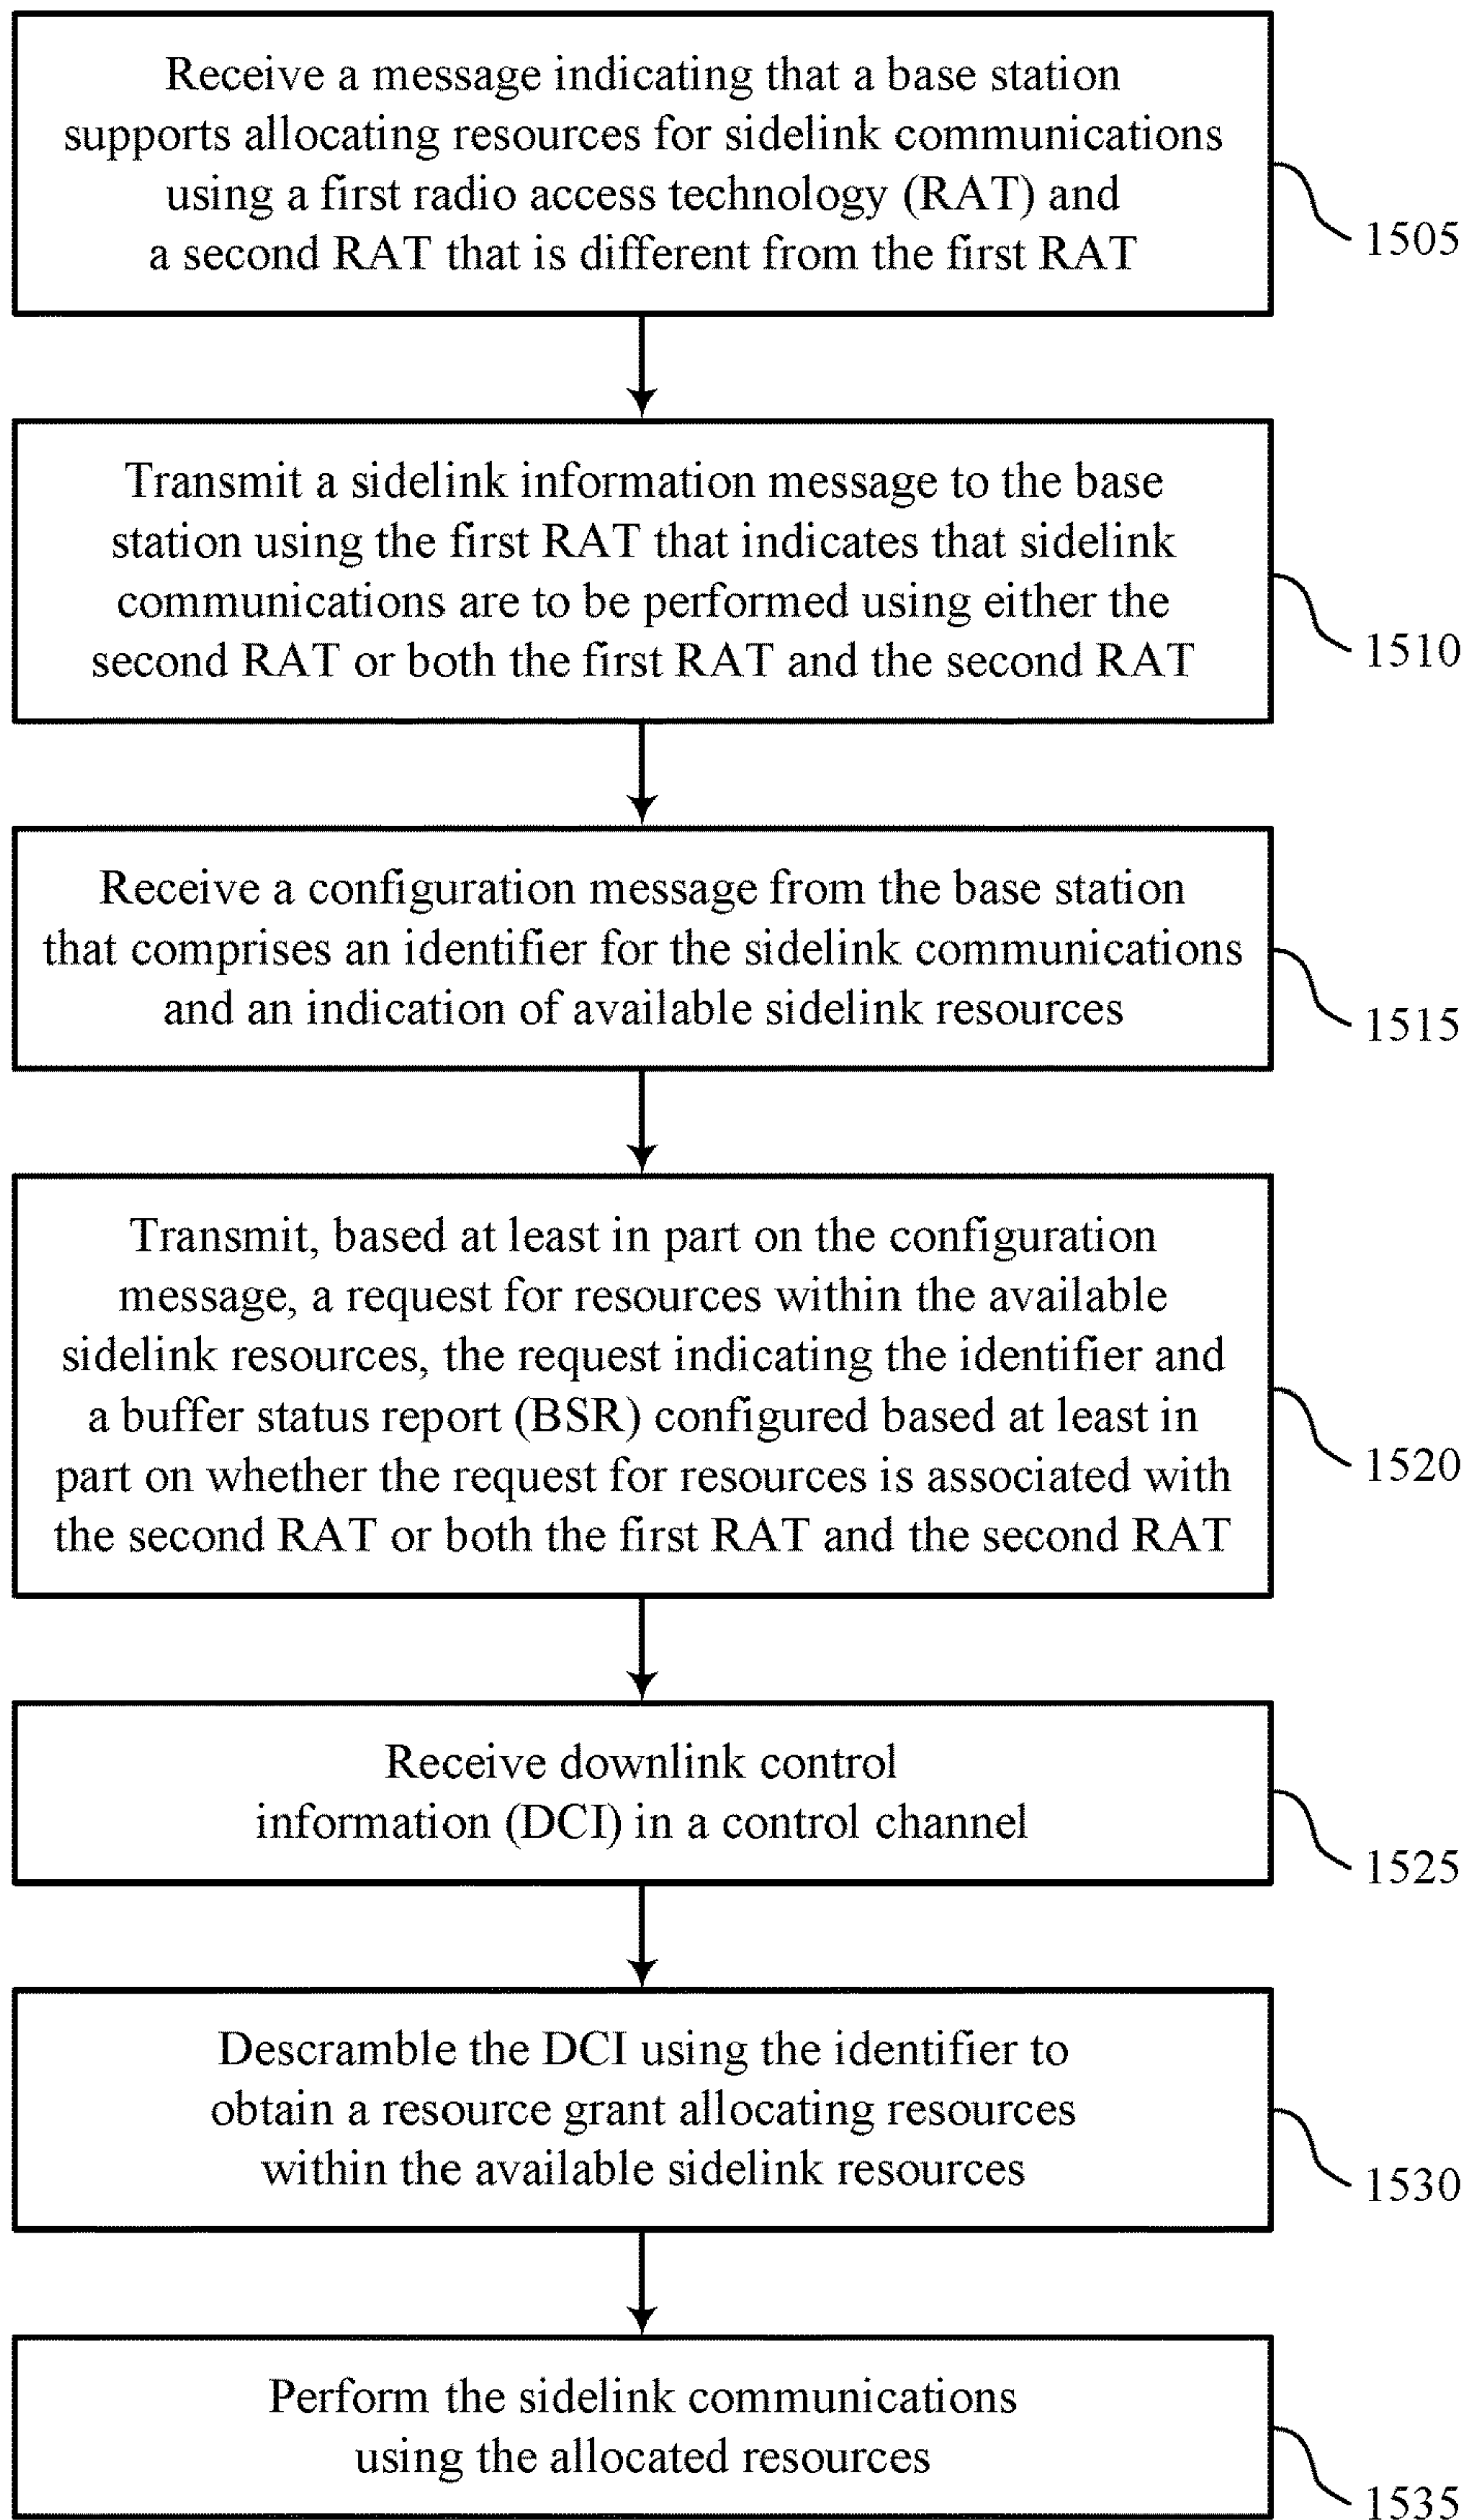 Receive a message indicating that a base station
supports allocating resources for sidelink communications
using a first radio access technology (RAT) and
a second RAT that is different from the first RAT
1505
Transmit a sidelink information message to the base
station using the first RAT that indicates that sidelink
communications are to be performed using either the
second RAT or both the first RAT and the second RAT
1510
Receive a configuration message from the base station
that comprises an identifier for the sidelink communications
and an indication of available sidelink resources
1515
Transmit, based at least in part on the configuration
message, a request for resources within the available
sidelink resources, the request indicating the identifier and
a buffer status report (BSR) configured based at least in
part on whether the request for resources is associated with
the second RAT or both the first RAT and the second RAT
1520
Receive downlink control
information (DCI) in a control channel
1525
Descramble the DCI using the identifier to
obtain a resource grant allocating resources
within the available sidelink resources
1530
Perform the sidelink communications
using the allocated resources
1535